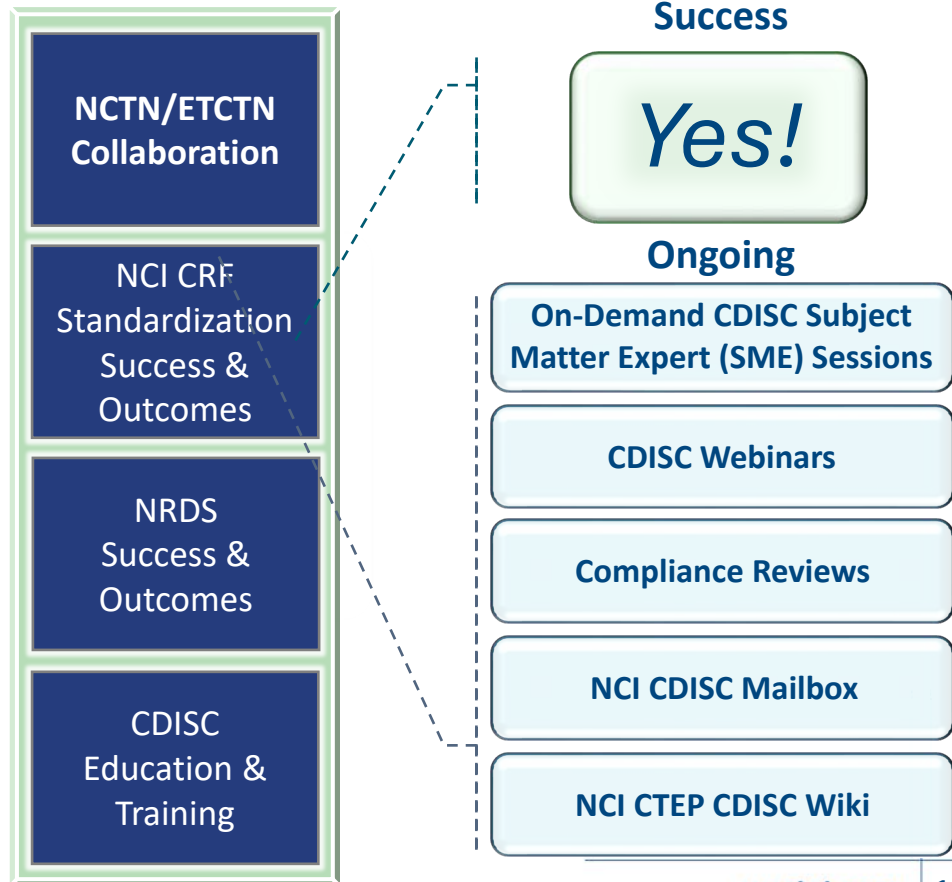 NCTN/ETCTN
Collaboration
NCI CRF
Standardization
Success &
Outcomes
NRDS
Success &
Outcomes
CDISC
Education &
Training
Success
Yes!
Ongoing
On-Demand CDISC Subject
Matter Expert (SME) Sessions
CDISC Webinars
Compliance Reviews
NCI CDISC Mailbox
NCI CTEP CDISC Wiki